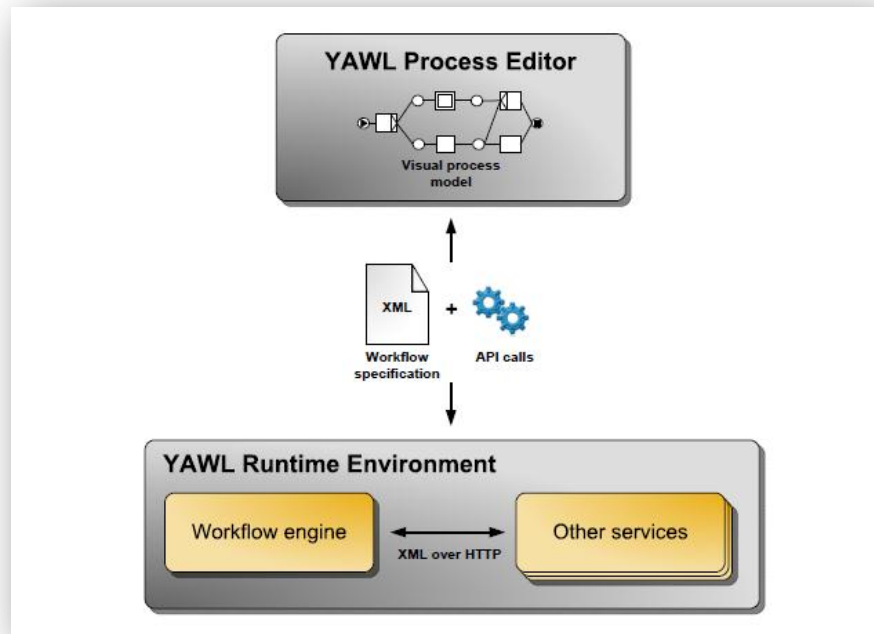 YAWL Process Editor
Visual process
model
XML
+
Workflow
specification
API calls
YAWL Runtime Environment
Workflow engine
XML over HTTP
Other services